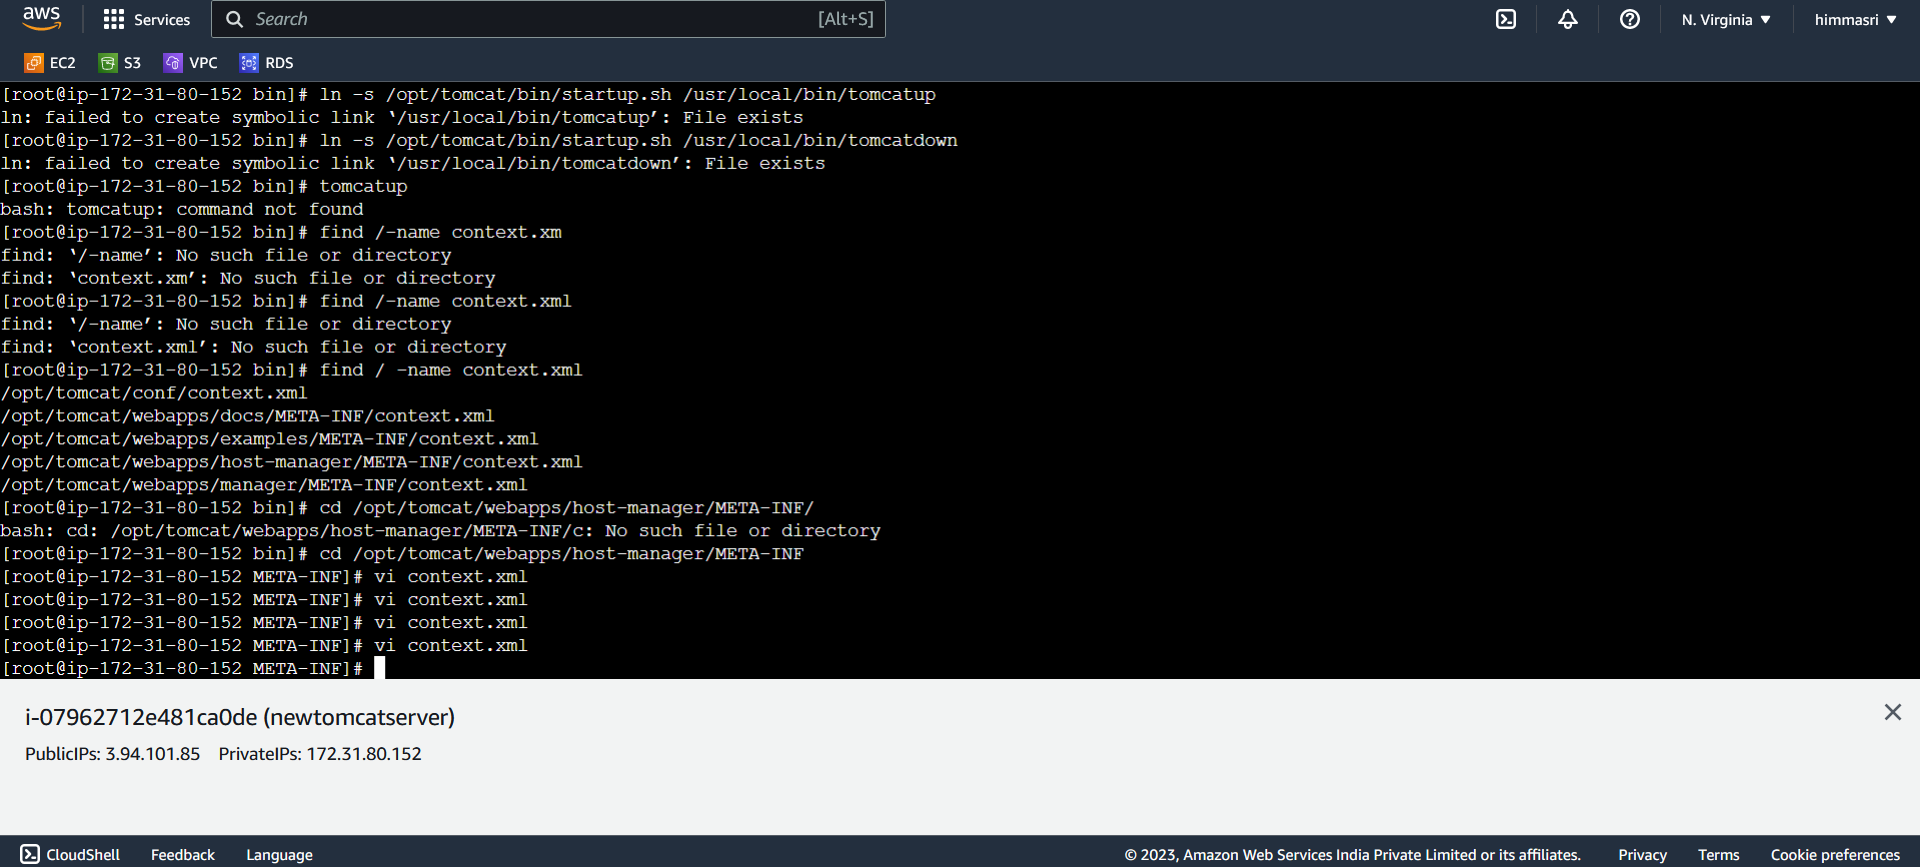 aws Services Search [Alt+S] N. Virginia ▼ himmasri ▼
EC2 S3 VPC RDS
[root@ip-172-31-80-152 bin]# ln -s /opt/tomcat/bin/startup.sh /usr/local/bin/tomcatup
ln: failed to create symbolic link ‘/usr/local/bin/tomcatup’: File exists
[root@ip-172-31-80-152 bin]# ln -s /opt/tomcat/bin/startup.sh /usr/local/bin/tomcatdown
ln: failed to create symbolic link ‘/usr/local/bin/tomcatdown’: File exists
[root@ip-172-31-80-152 bin]# tomcatup
bash: tomcatup: command not found
[root@ip-172-31-80-152 bin]# find /-name context.xm
find: ‘/-name’: No such file or directory
find: ‘context.xm’: No such file or directory
[root@ip-172-31-80-152 bin]# find /-name context.xml
find: ‘/-name’: No such file or directory
find: ‘context.xml’: No such file or directory
[root@ip-172-31-80-152 bin]# find / -name context.xml
/opt/tomcat/conf/context.xml
/opt/tomcat/webapps/docs/META-INF/context.xml
/opt/tomcat/webapps/examples/META-INF/context.xml
/opt/tomcat/webapps/host-manager/META-INF/context.xml
/opt/tomcat/webapps/manager/META-INF/context.xml
[root@ip-172-31-80-152 bin]# cd /opt/tomcat/webapps/host-manager/META-INF/
bash: cd: /opt/tomcat/webapps/host-manager/META-INF/c: No such file or directory
[root@ip-172-31-80-152 bin]# cd /opt/tomcat/webapps/host-manager/META-INF
[root@ip-172-31-80-152 META-INF]# vi context.xml
[root@ip-172-31-80-152 META-INF]# vi context.xml
[root@ip-172-31-80-152 META-INF]# vi context.xml
[root@ip-172-31-80-152 META-INF]# vi context.xml
[root@ip-172-31-80-152 META-INF]#
i-07962712e481ca0de (newtomcatserver)
PublicIPs: 3.94.101.85 PrivateIPs: 172.31.80.152
CloudShell Feedback Language © 2023, Amazon Web Services India Private Limited or its affiliates. Privacy Terms Cookie preferences